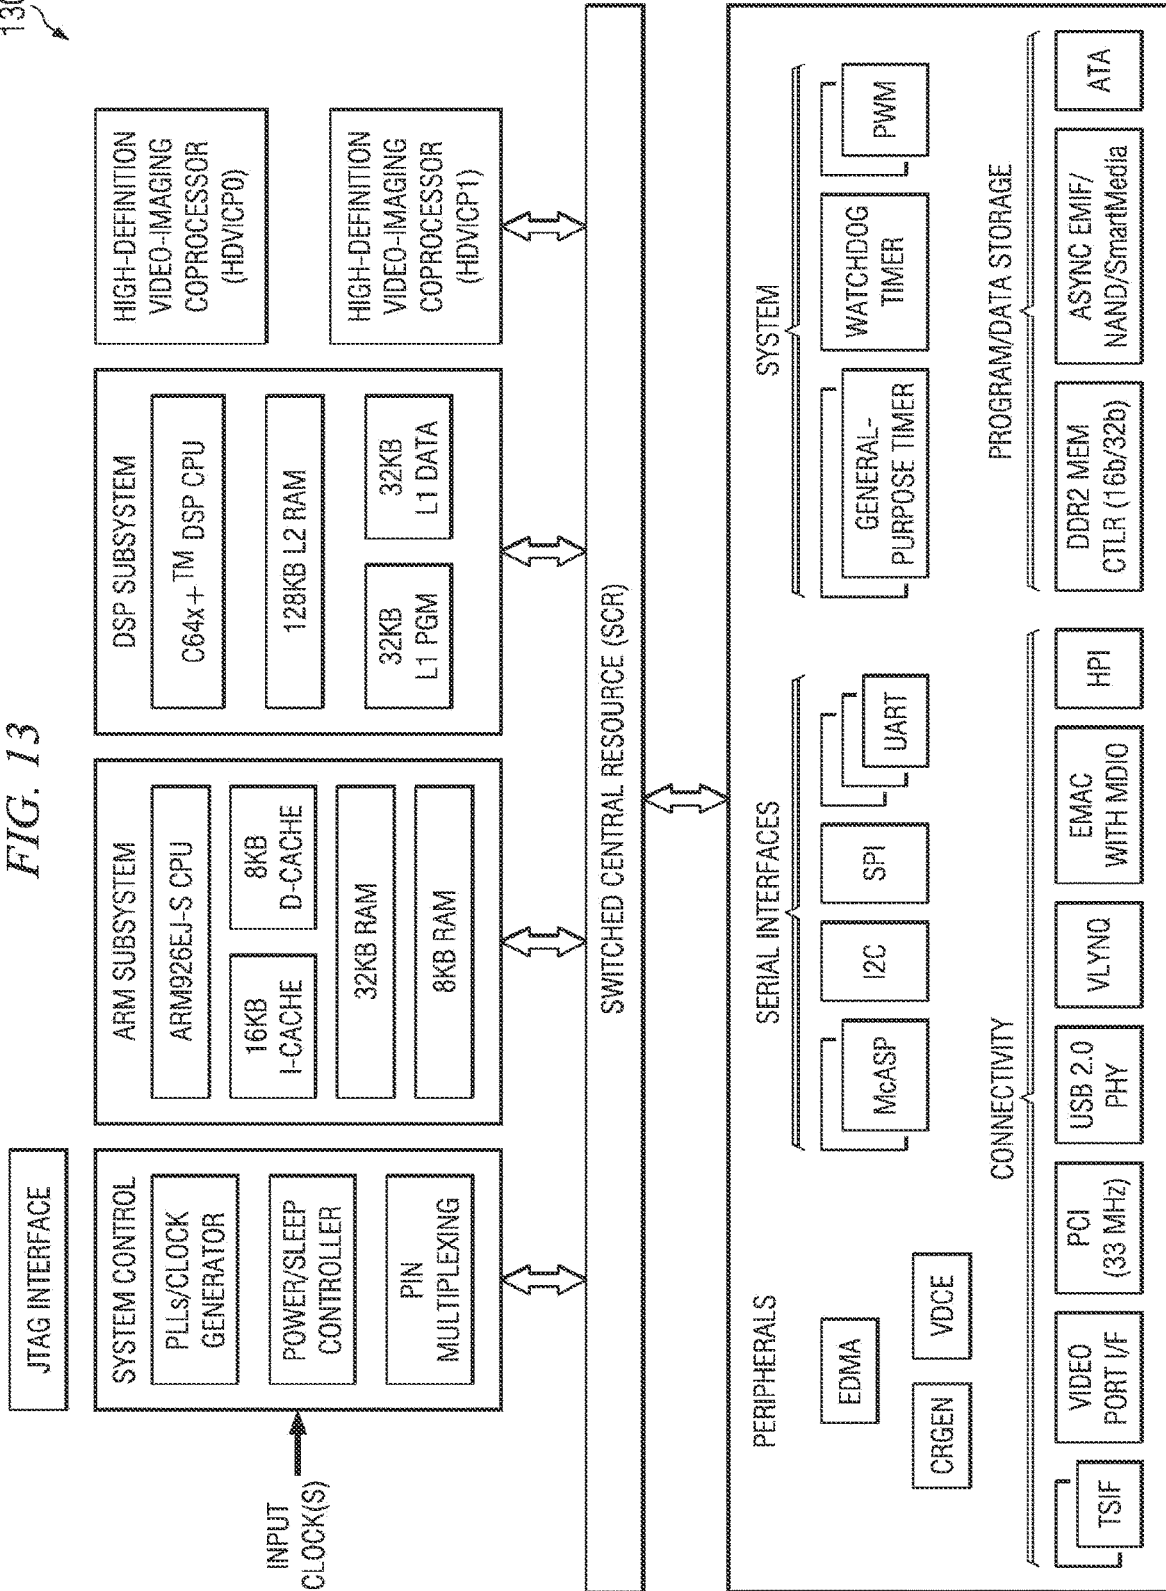 FIG. 13
130
JTAG INTERFACE
INPUT
CLOCK(S)
SYSTEM CONTROL
PLLs/CLOCK
GENERATOR
POWER/SLEEP
CONTROLLER
PIN
MULTIPLEXING
ARM SUBSYSTEM
ARM926EJ-S CPU
16KB
I-CACHE
8KB
D-CACHE
32KB RAM
8KB RAM
DSP SUBSYSTEM
C64x+™ DSP CPU
128KB L2 RAM
32KB
L1 PGM
32KB
L1 DATA
HIGH-DEFINITION
VIDEO-IMAGING
COPROCESSOR
(HDVICP0)
HIGH-DEFINITION
VIDEO-IMAGING
COPROCESSOR
(HDVICP1)
SWITCHED CENTRAL RESOURCE (SCR)
PERIPHERALS
EDMA
CRGEN
VDCE
SERIAL INTERFACES
McASP
I2C
SPI
UART
SYSTEM
GENERAL-
PURPOSE TIMER
WATCHDOG
TIMER
PWM
CONNECTIVITY
TSIF
VIDEO
PORT I/F
PCI
(33 MHz)
USB 2.0
PHY
VLYNQ
EMAC
WITH MDIO
HPI
PROGRAM/DATA STORAGE
DDR2 MEM
CTLR (16b/32b)
ASYNC EMIF/
NAND/SmartMedia
ATA